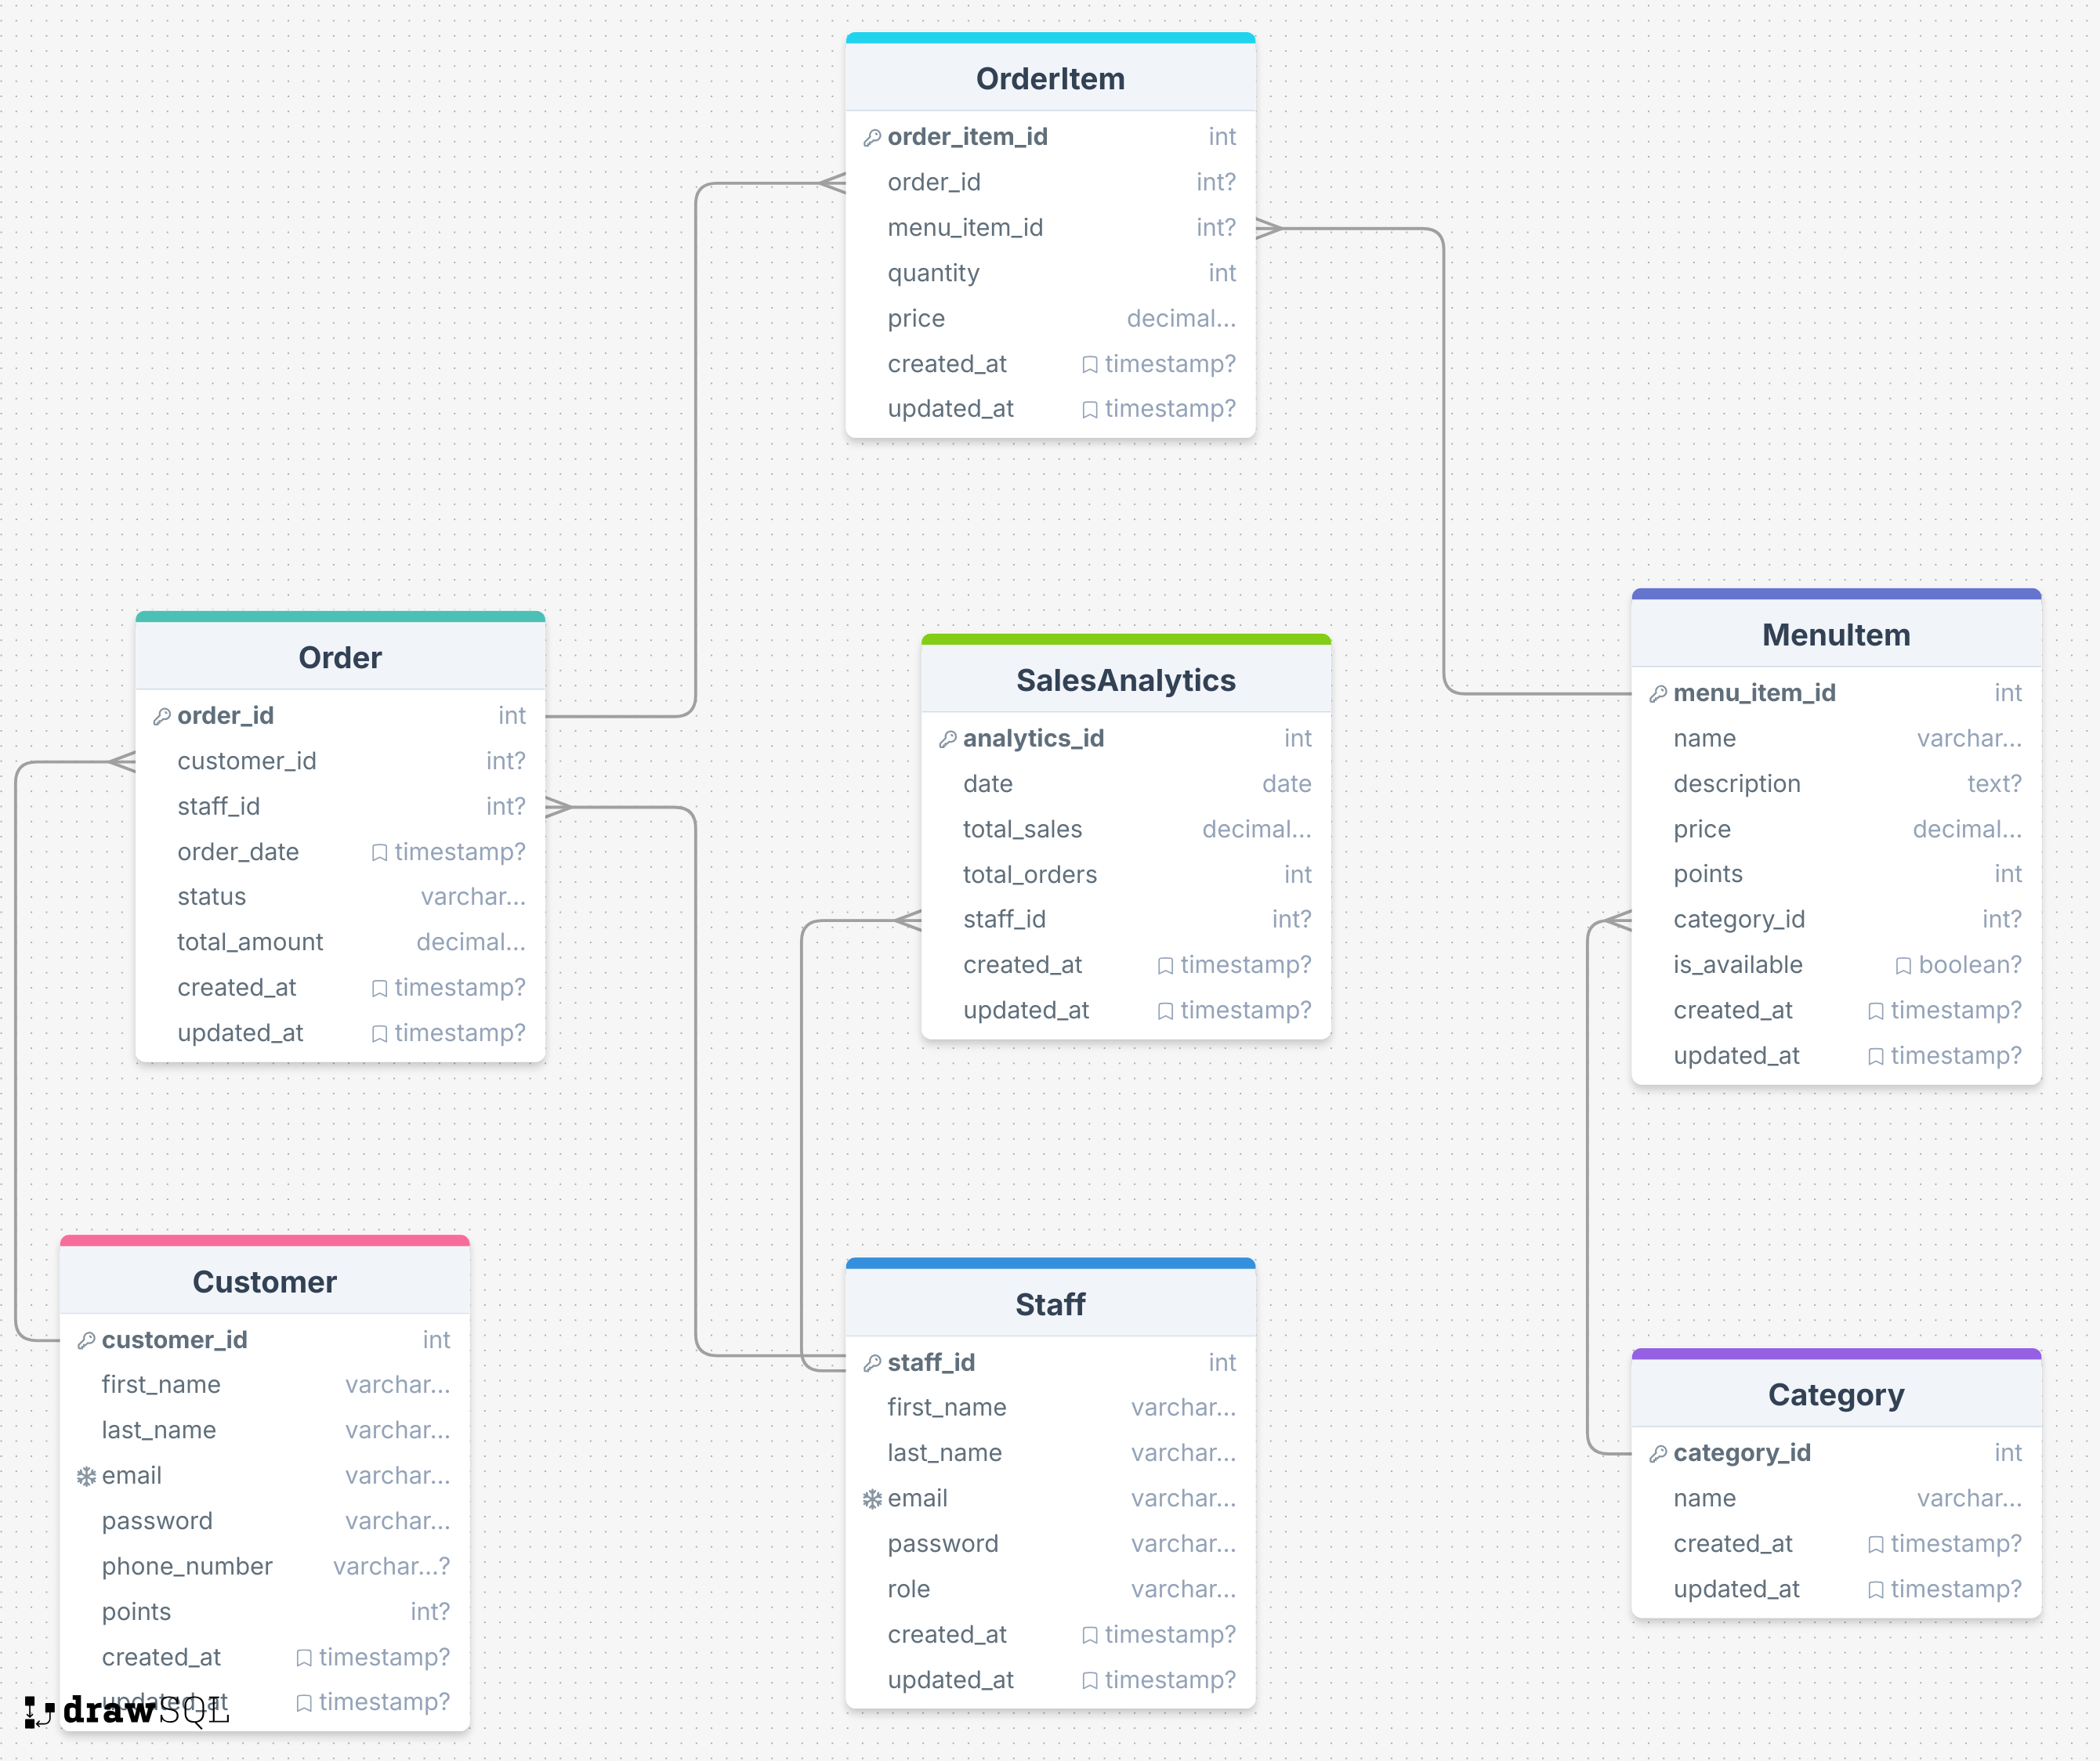 OrderItem
order_item_id int
order_id int?
menu_item_id int?
quantity int
price decimal...
created_at timestamp?
updated_at timestamp?
Order
order_id int
customer_id int?
staff_id int?
order_date timestamp?
status varchar...
total_amount decimal...
created_at timestamp?
updated_at timestamp?
SalesAnalytics
analytics_id int
date date
total_sales decimal...
total_orders int
staff_id int?
created_at timestamp?
updated_at timestamp?
MenuItem
menu_item_id int
name varchar...
description text?
price decimal...
points int
category_id int?
is_available boolean?
created_at timestamp?
updated_at timestamp?
Customer
customer_id int
first_name varchar...
last_name varchar...
email varchar...
password varchar...
phone_number varchar...?
points int?
created_at timestamp?
updated_at timestamp?
Staff
staff_id int
first_name varchar...
last_name varchar...
email varchar...
password varchar...
role varchar...
created_at timestamp?
updated_at timestamp?
Category
category_id int
name varchar...
created_at timestamp?
updated_at timestamp?
drawSQL